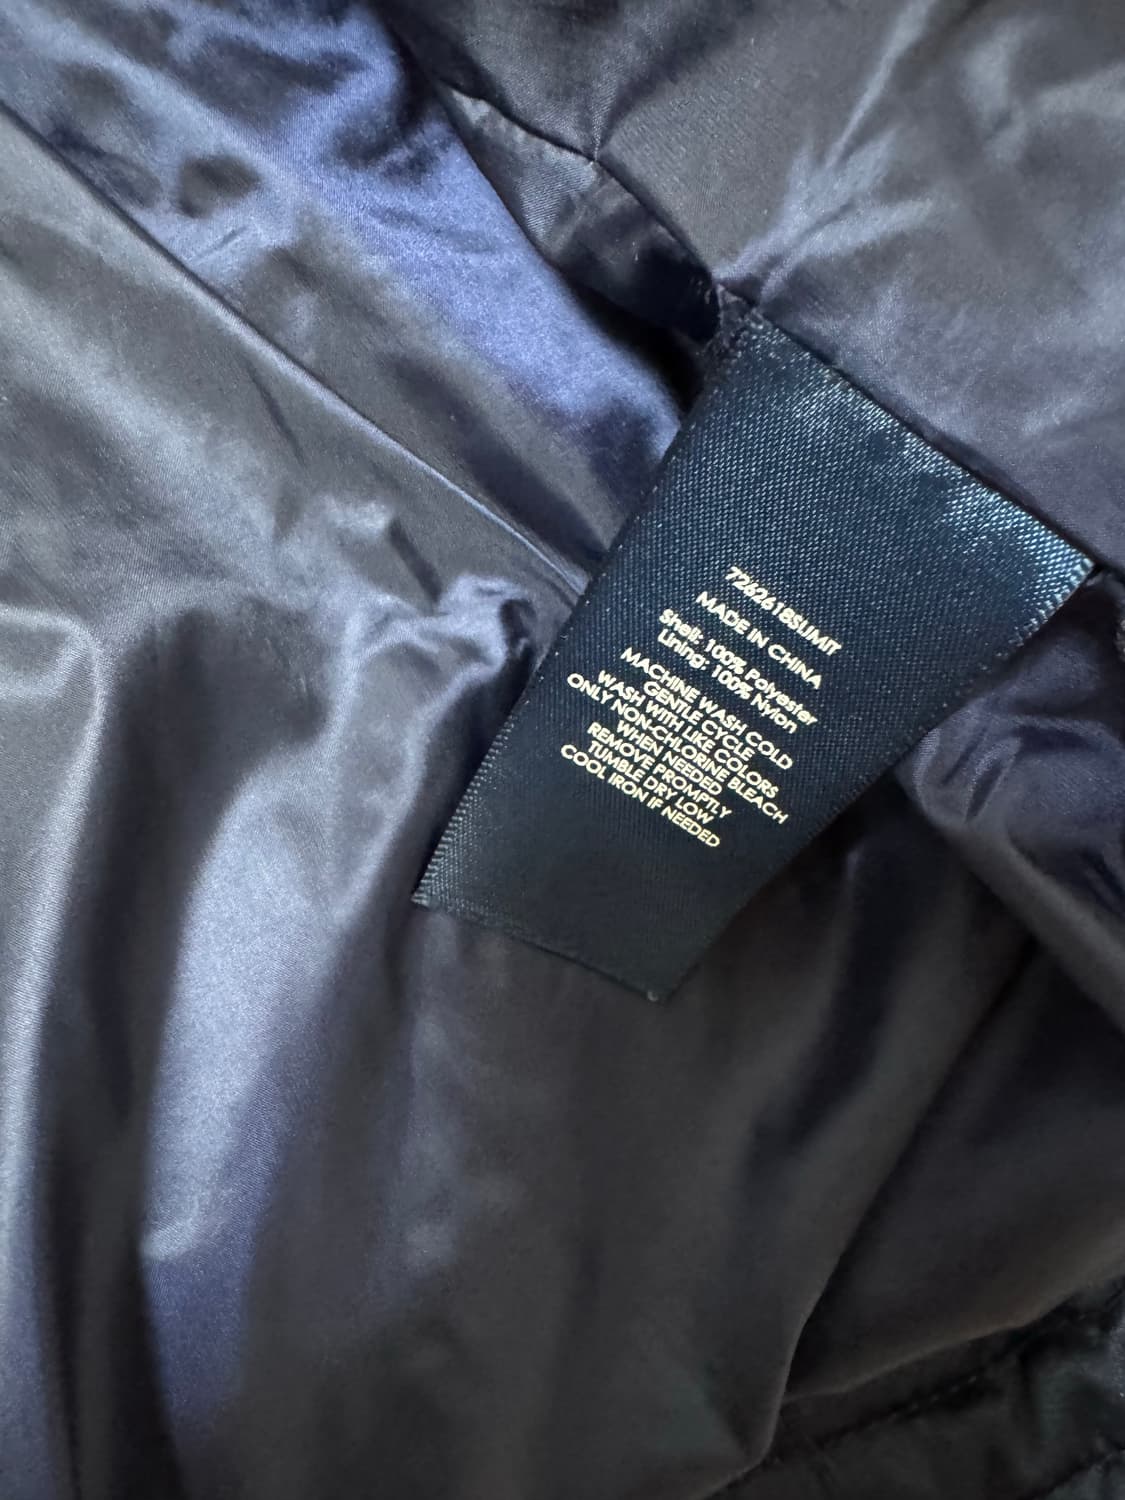 726261BSUMT
MADE IN CHINA
Shell: 100% Polyester
Lining: 100% Nylon
MACHINE WASH COLD
GENTLE CYCLE
WASH WITH LIKE COLORS
ONLY NON-CHLORINE BLEACH
WHEN NEEDED
REMOVE PROMPTLY
TUMBLE DRY LOW
COOL IRON IF NEEDED